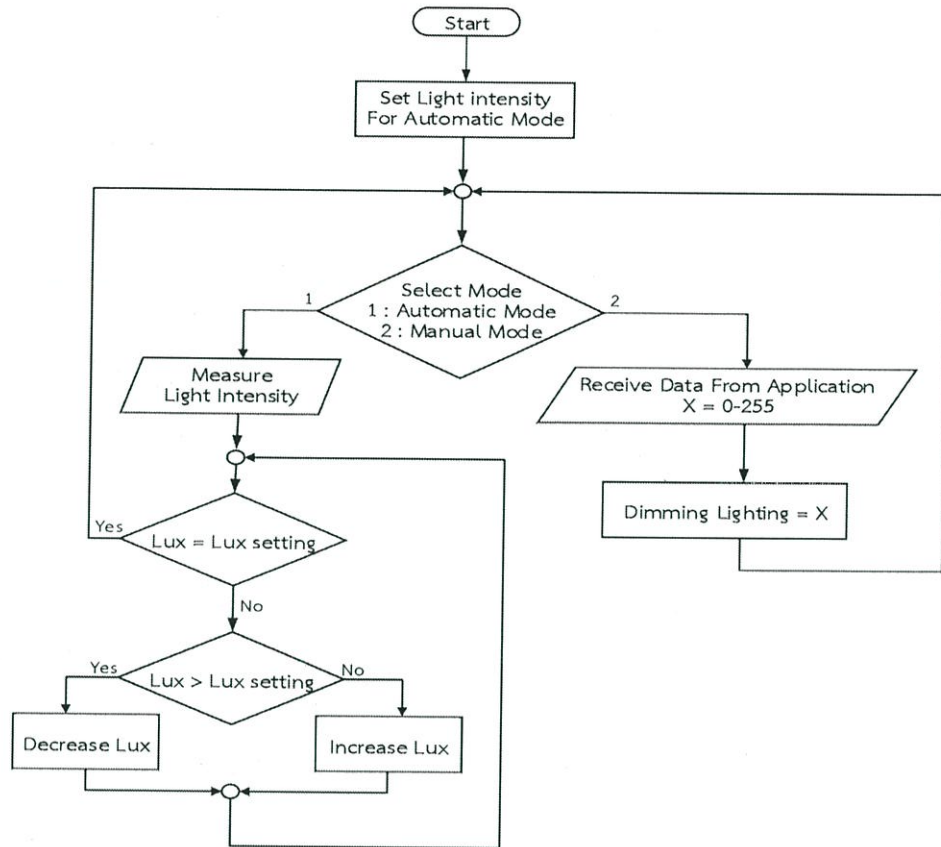 Start
Set Light intensity
For Automatic Mode
Select Mode
1 : Automatic Mode
2 : Manual Mode
1
2
Measure
Light Intensity
Receive Data From Application
X = 0-255
Dimming Lighting = X
Lux = Lux setting
Yes
No
Lux > Lux setting
Yes
No
Decrease Lux
Increase Lux